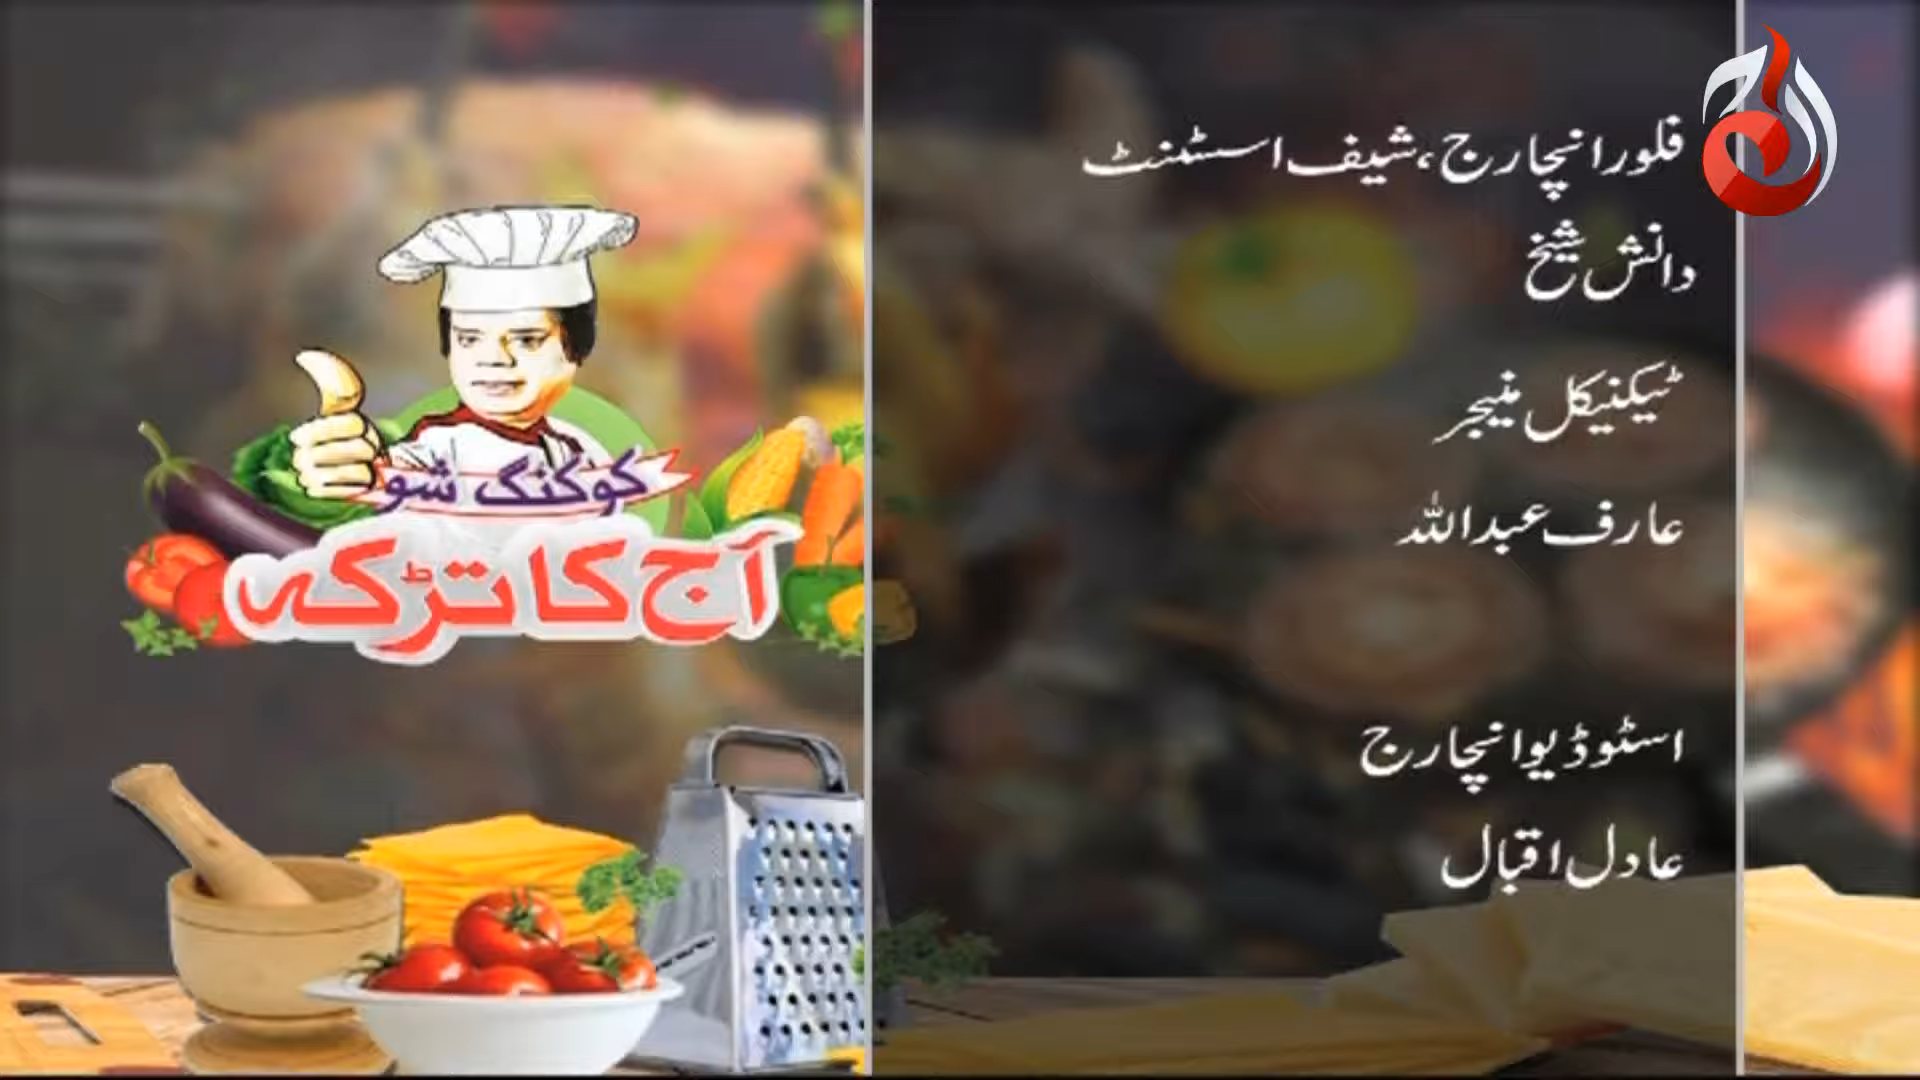 کوکنگ شو
آج کا تڑکہ
آج
فلور انچارج، شیف اسسٹنٹ
دانش شیخ
ٹیکنیکل منیجر
عارف عبداللہ
اسٹوڈیو انچارج
عادل اقبال